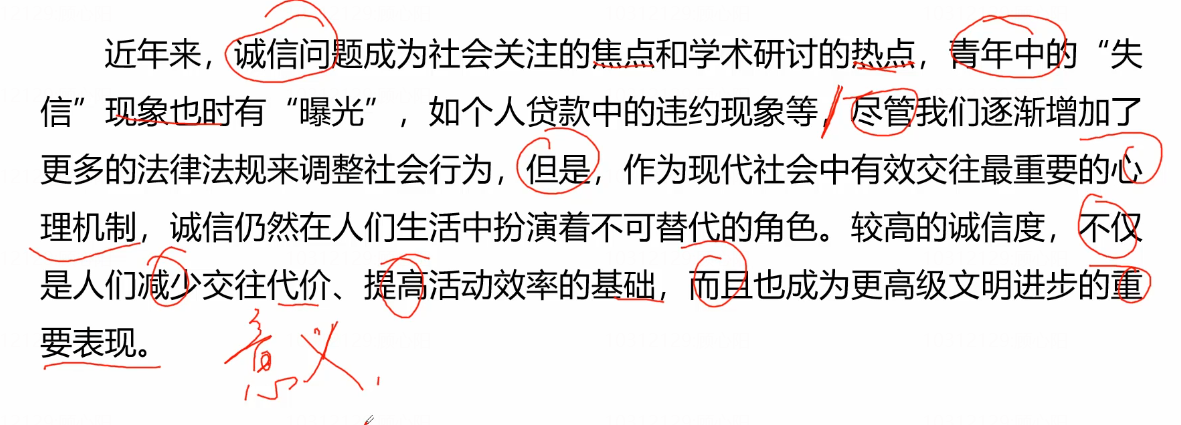 近年来，诚信问题成为社会关注的焦点和学术研讨的热点，青年中的“失
信”现象也时有“曝光”，如个人贷款中的违约现象等，尽管我们逐渐增加了
更多的法律法规来调整社会行为，但是，作为现代社会中有效交往最重要的心
理机制，诚信仍然在人们生活中扮演着不可替代的角色。较高的诚信度，不仅
是人们减少交往代价、提高活动效率的基础，而且也成为更高级文明进步的重
要表现。
意义